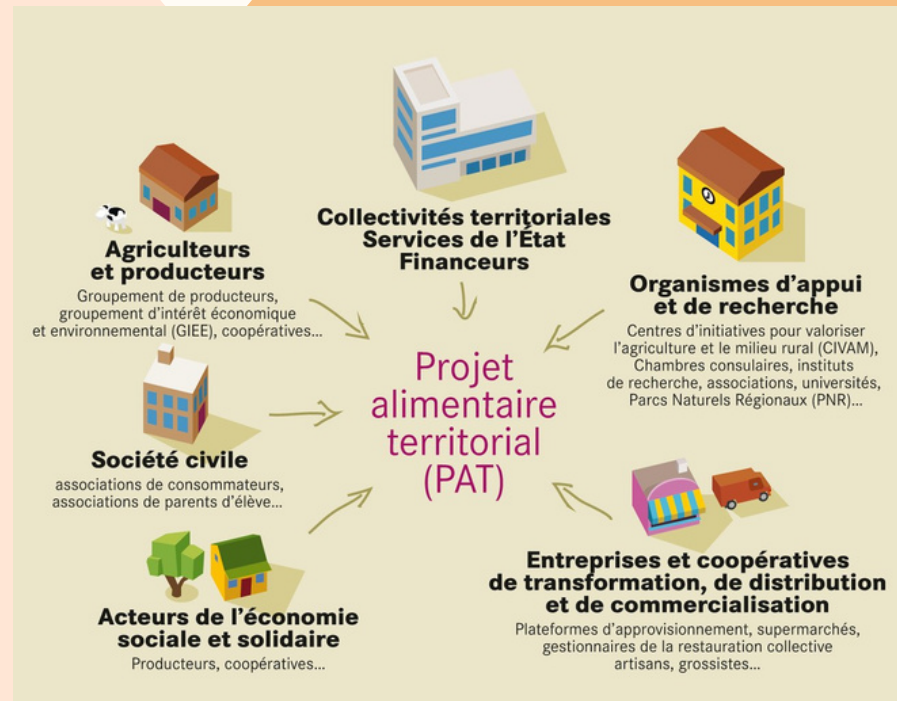 Collectivités territoriales
Services de l'État
Financeurs
Agriculteurs
et producteurs
Groupement de producteurs,
groupement d'intérêt économique
et environnemental (GIEE), coopératives...
Organismes d'appui
et de recherche
Centres d'initiatives pour valoriser
l'agriculture et le milieu rural (CIVAM),
Chambres consulaires, instituts
de recherche, associations, universités,
Parcs Naturels Régionaux (PNR)...
Projet
alimentaire
territorial
(PAT)
Société civile
associations de consommateurs,
associations de parents d'élève...
Acteurs de l'économie
sociale et solidaire
Producteurs, coopératives...
Entreprises et coopératives
de transformation, de distribution
et de commercialisation
Plateformes d'approvisionnement, supermarchés,
gestionnaires de la restauration collective
artisans, grossistes...